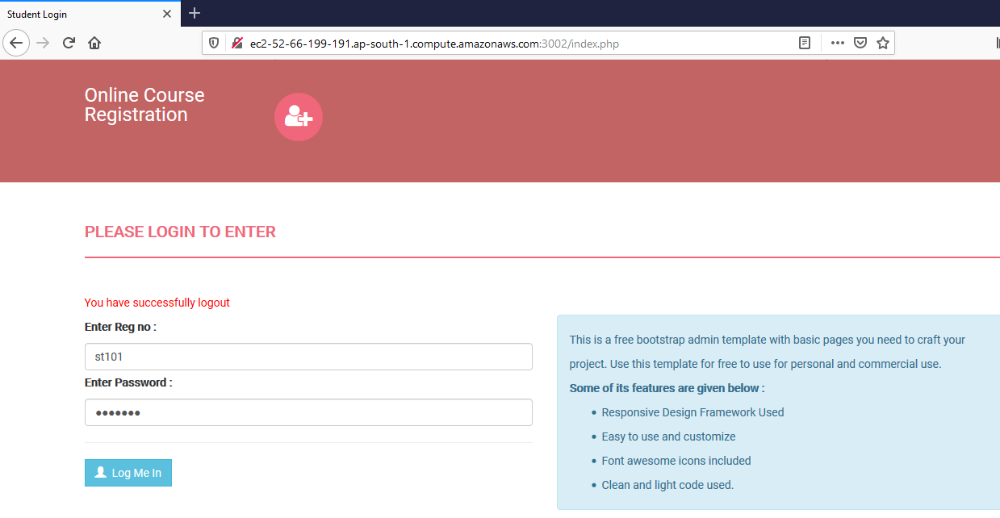 Student Login
ec2-52-66-199-191.ap-south-1.compute.amazonaws.com:3002/index.php
Online Course
Registration
PLEASE LOGIN TO ENTER
You have successfully logout
Enter Reg no :
st101
Enter Password :
•••••••
Log Me In
This is a free bootstrap admin template with basic pages you need to craft your
project. Use this template for free to use for personal and commercial use.
Some of its features are given below :
• Responsive Design Framework Used
• Easy to use and customize
• Font awesome icons included
• Clean and light code used.